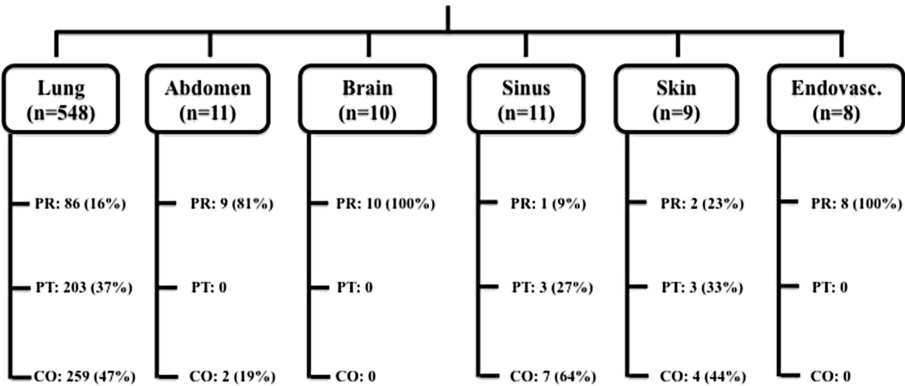 Lung
(n=548)
Abdomen
(n=11)
Brain
(n=10)
Sinus
(n=11)
Skin
(n=9)
Endovasc.
(n=8)
PR: 86 (16%)
PR: 9 (81%)
PR: 10 (100%)
PR: 1 (9%)
PR: 2 (23%)
PR: 8 (100%)
PT: 203 (37%)
PT: 0
PT: 0
PT: 3 (27%)
PT: 3 (33%)
PT: 0
CO: 259 (47%)
CO: 2 (19%)
CO: 0
CO: 7 (64%)
CO: 4 (44%)
CO: 0